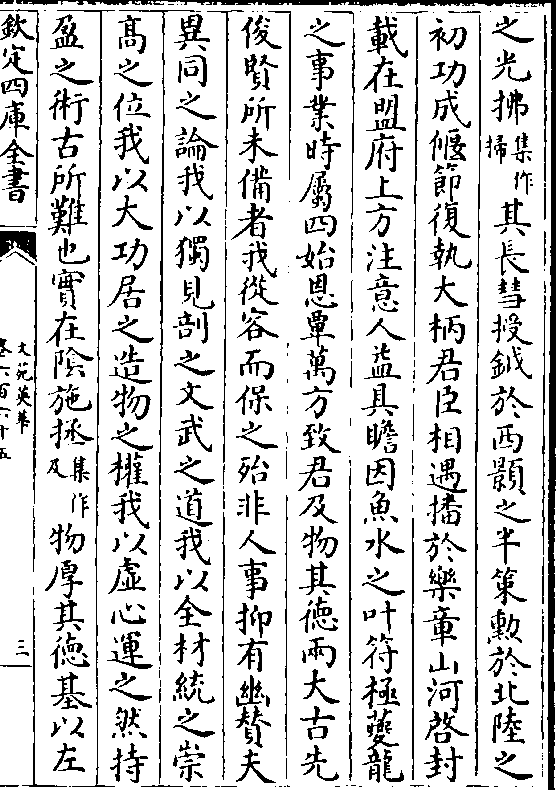 之光拂集作掃其長彗授鉞於西顥之半策勲於北陸之
初功成偃節復執大柄君臣相遇播於樂章山河啓封
載在盟府上方注意人益具瞻因魚水之叶符極夔龍
之事業時屬四始恩覃萬方致君及物其德兩大古先
俊賢所未備者我從容而保之殆非人事抑有幽賛夫
異同之論我以獨見剖之文武之道我以全材統之崇
髙之位我以大功居之造物之權我以虚心運之然持
盈之術古所難也實在陰施拯集作及物厚其德基以左
欽定四庫全書
文苑英華
卷六百六十五
三